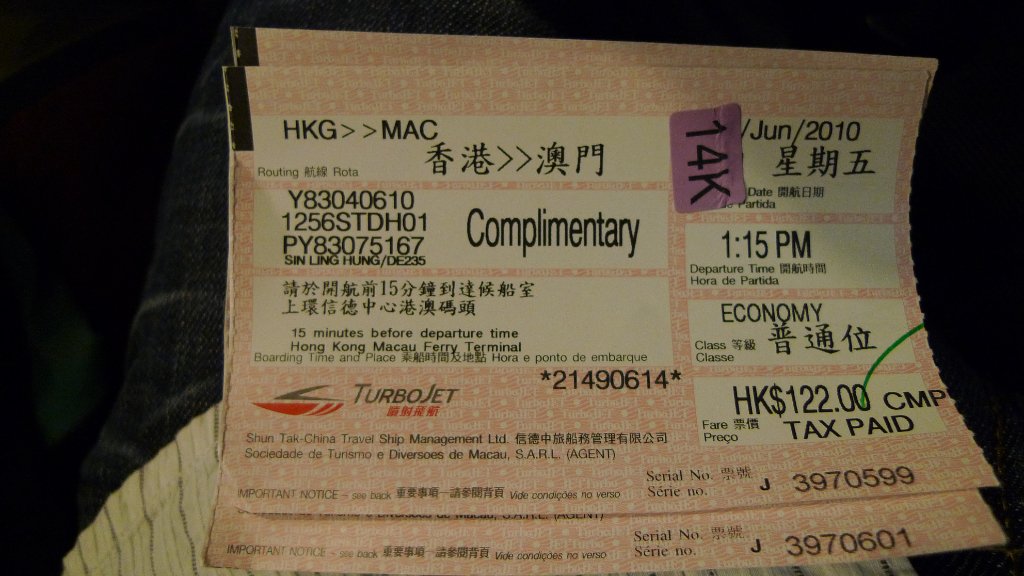 HKG>>MAC
香港>>澳門
Routing 航線 Rota
14K
/Jun/2010
星期五
Date 開航日期
Partida
Y83040610
1256STDH01
PY83075167
SIN LING HUNG/DE235
Complimentary
1:15 PM
Departure Time 開航時間
Hora de Partida
請於開航前15分鐘到達候船室
上環信德中心港澳碼頭
15 minutes before departure time
Hong Kong Macau Ferry Terminal
Boarding Time and Place 乘船時間及地點 Hora e ponto de embarque
ECONOMY
普通位
Class 等級
Classe
*21490614*
TURBOJET
噴射飛航
HK$122.00 CMP
TAX PAID
Fare 票價
Preço
Shun Tak-China Travel Ship Management Ltd. 信德中旅船務管理有限公司
Sociedade de Turismo e Diversoes de Macau, S.A.R.L. (AGENT)
IMPORTANT NOTICE - see back 重要事項一請參閱背頁 Vide condições no verso
Serial No. 票號
Série no.
J 3970599
IMPORTANT NOTICE - see back 重要事項一請參閱背頁 Vide condições no verso
Serial No. 票號
Série no.
J 3970601